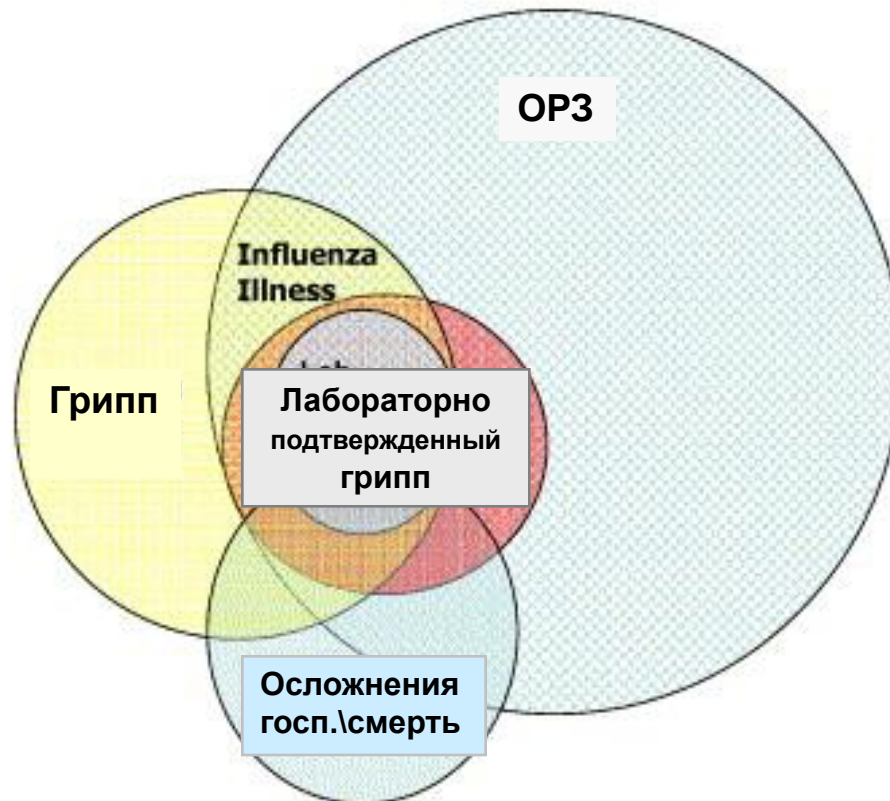 ОРЗ
Influenza
Illness
Грипп
Лабораторно
подтвержденный
грипп
Осложнения
госп.\смерть